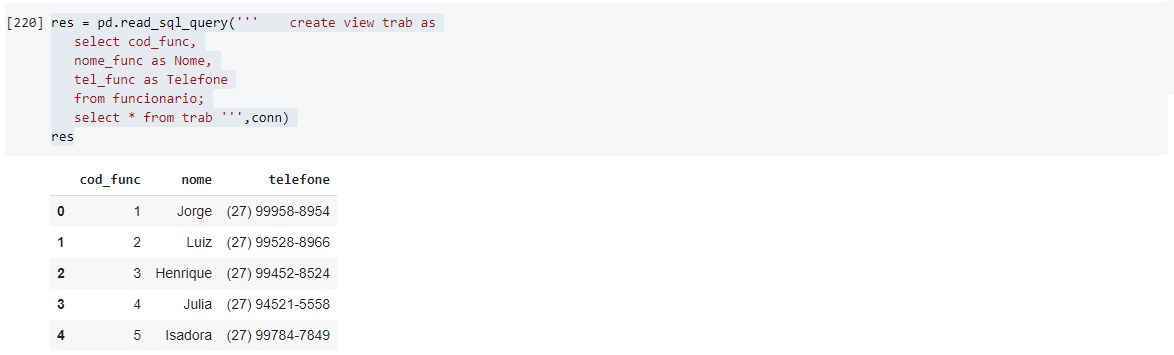 [220] res = pd.read_sql_query('''    create view trab as
select cod_func,
nome_func as Nome,
tel_func as Telefone
from funcionario;
select * from trab ''',conn)
res
cod_func nome telefone
0 1 Jorge (27) 99958-8954
1 2 Luiz (27) 99528-8966
2 3 Henrique (27) 99452-8524
3 4 Julia (27) 94521-5558
4 5 Isadora (27) 99784-7849